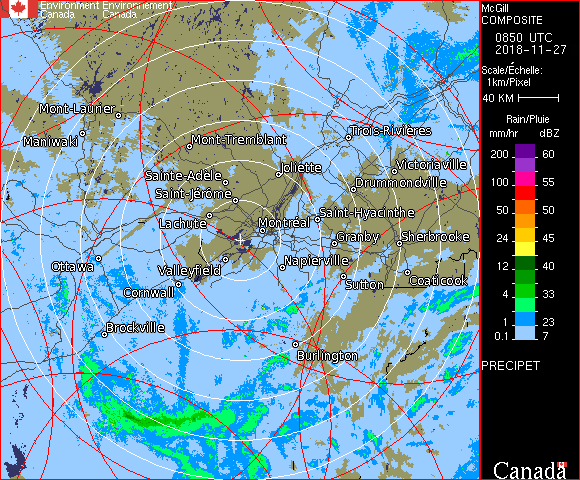 Environment Environnement
Canada Canada
McGill
COMPOSITE
0850 UTC
2018-11-27
Scale/Échelle:
1km/Pixel
40 KM
Rain/Pluie
mm/hr dBZ
200 60
150 57
100 55
50 50
24 45
12 40
4 33
1 23
0.1 7
PRECIPET
Canada
Mont-Laurier
Maniwaki
Mont-Tremblant
Trois-Rivières
Joliette
Victoriaville
Sainte-Adèle
Drummondville
Saint-Jérôme
Saint-Hyacinthe
Lachute
Montréal
Granby
Sherbrooke
Ottawa
Valleyfield
Napierville
Coaticook
Sutton
Cornwall
Brockville
Burlington